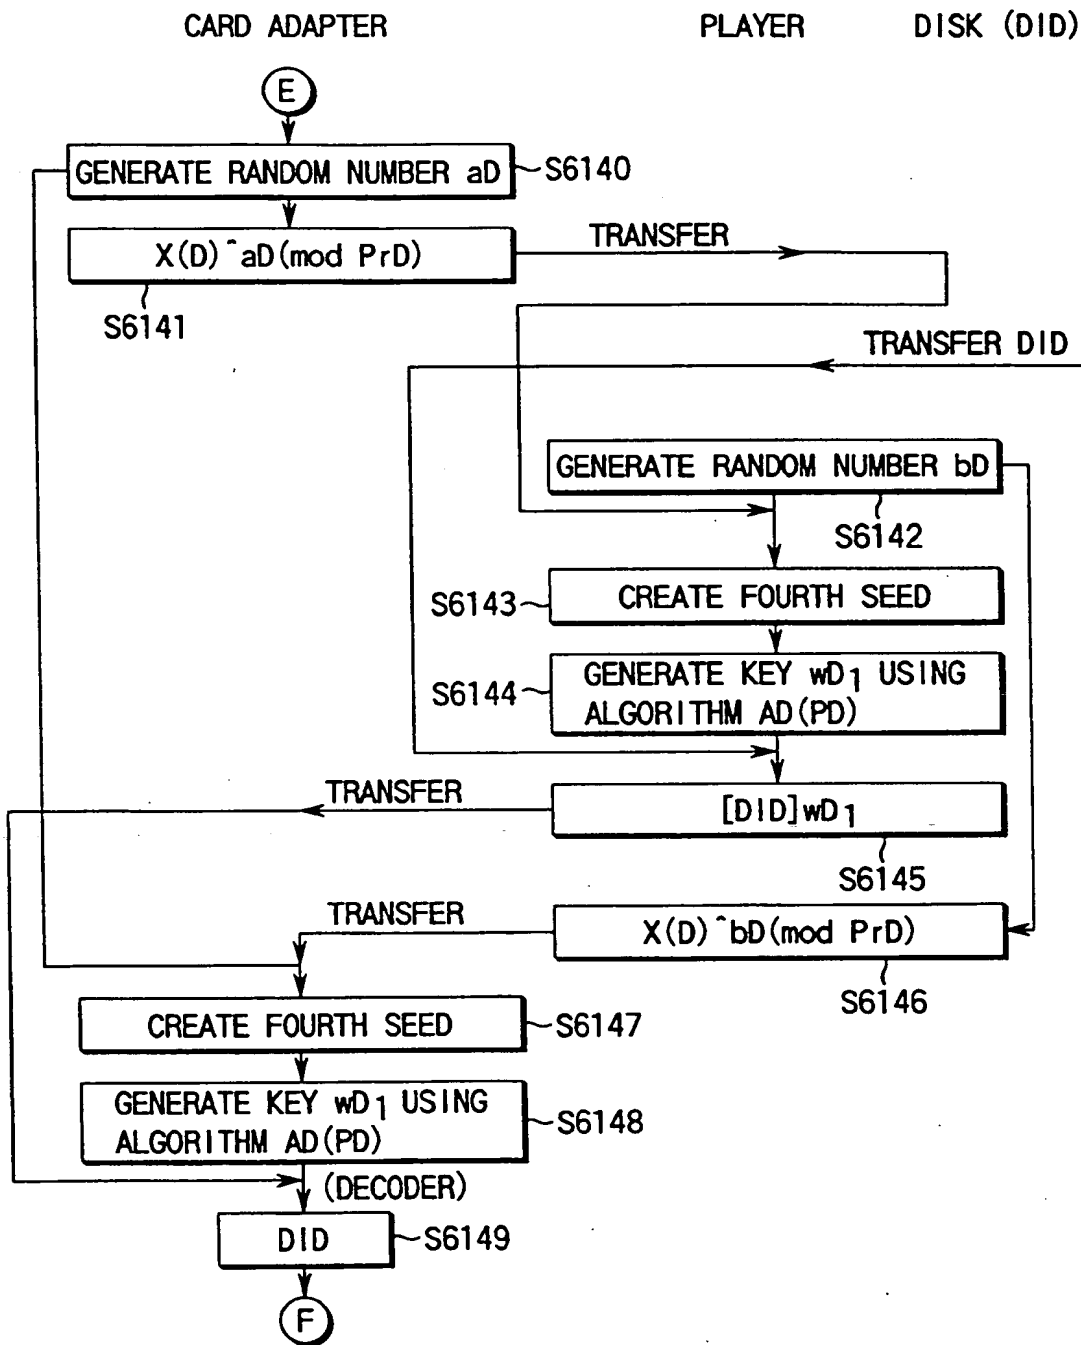 CARD ADAPTER PLAYER DISK (DID)
E
GENERATE RANDOM NUMBER aD
S6140
X(D)^aD(mod PrD)
TRANSFER
S6141
TRANSFER DID
GENERATE RANDOM NUMBER bD
S6142
S6143
CREATE FOURTH SEED
S6144
GENERATE KEY wD1 USING
ALGORITHM AD(PD)
TRANSFER
[DID]wD1
S6145
TRANSFER
X(D)^bD(mod PrD)
S6146
CREATE FOURTH SEED
S6147
GENERATE KEY wD1 USING
ALGORITHM AD(PD)
S6148
(DECODER)
DID
S6149
F